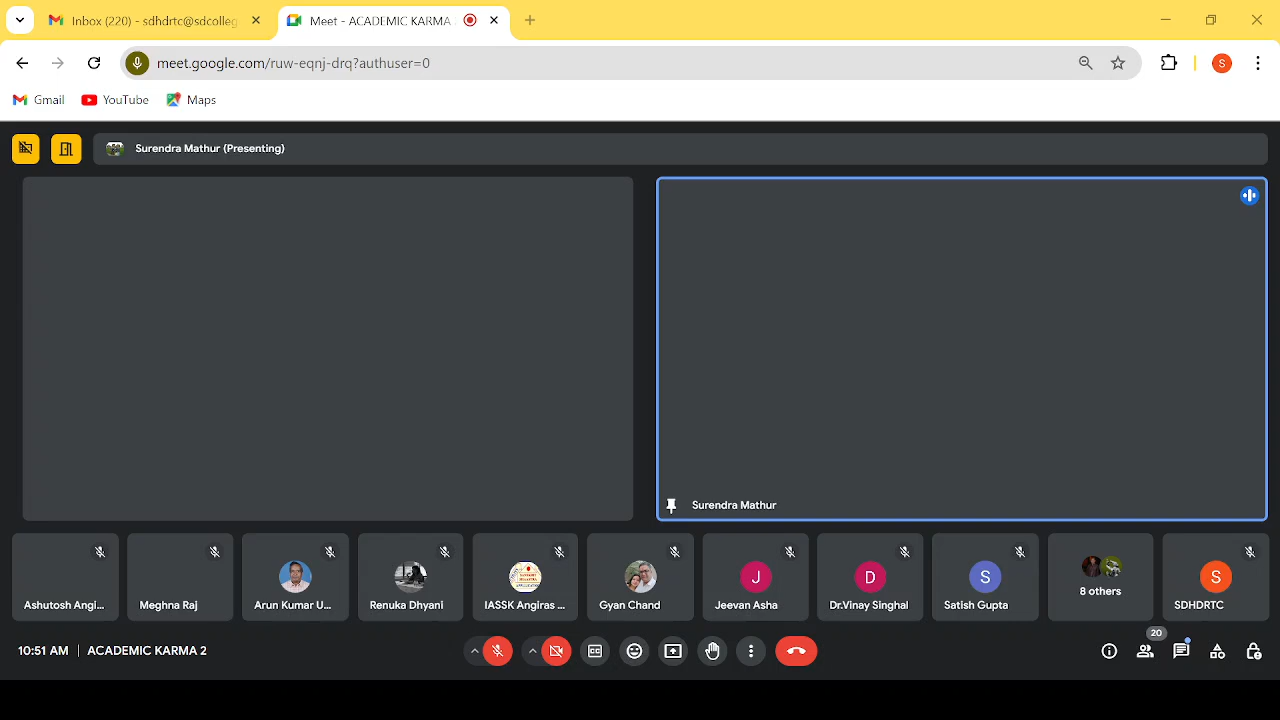 Inbox (220) - sdhdrtc@sdcolleg
Meet - ACADEMIC KARMA
meet.google.com/ruw-eqnj-drq?authuser=0
S
Gmail
YouTube
Maps
Surendra Mathur (Presenting)
Surendra Mathur
J
D
S
S
Ashutosh Angi...
Meghna Raj
Arun Kumar U...
Renuka Dhyani
IASSK Angiras ...
Gyan Chand
Jeevan Asha
Dr.Vinay Singhal
Satish Gupta
8 others
SDHDRTC
20
10:51 AM | ACADEMIC KARMA 2